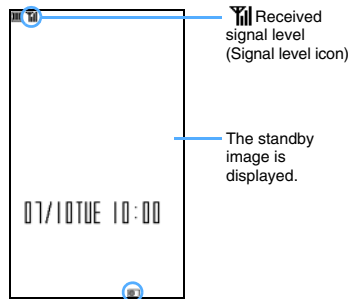 Received
signal level
(Signal level icon)
The standby
image is
displayed.
07/10TUE 10:00